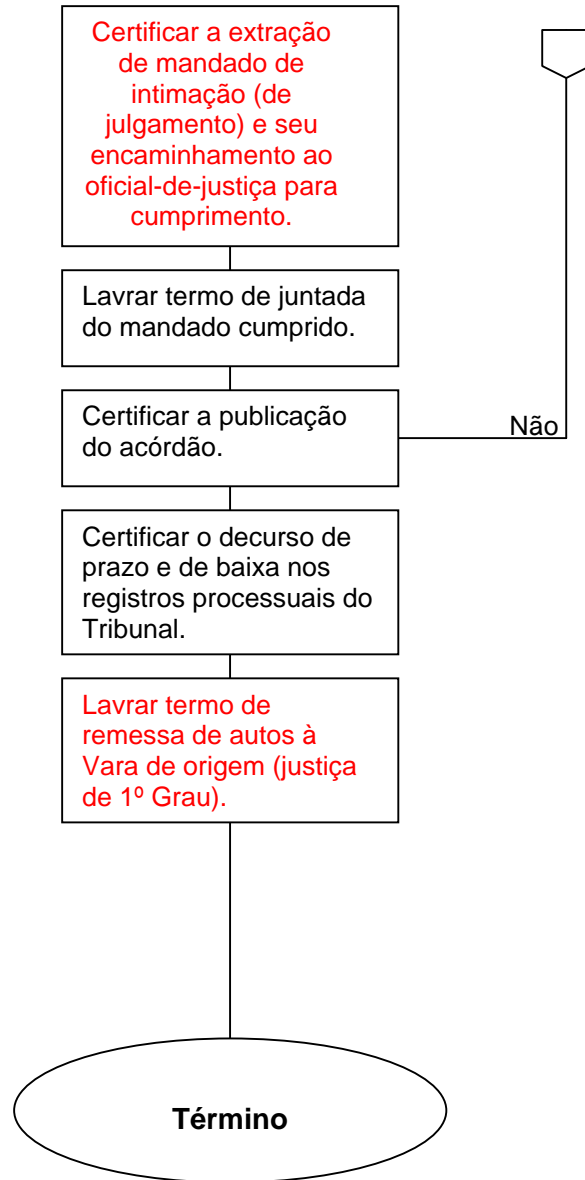 Certificar a extração
de mandado de
intimação (de
julgamento) e seu
encaminhamento ao
oficial-de-justiça para
cumprimento.
Lavrar termo de juntada
do mandado cumprido.
Certificar a publicação
do acórdão.
Não
Certificar o decurso de
prazo e de baixa nos
registros processuais do
Tribunal.
Lavrar termo de
remessa de autos à
Vara de origem (justiça
de 1º Grau).
Término